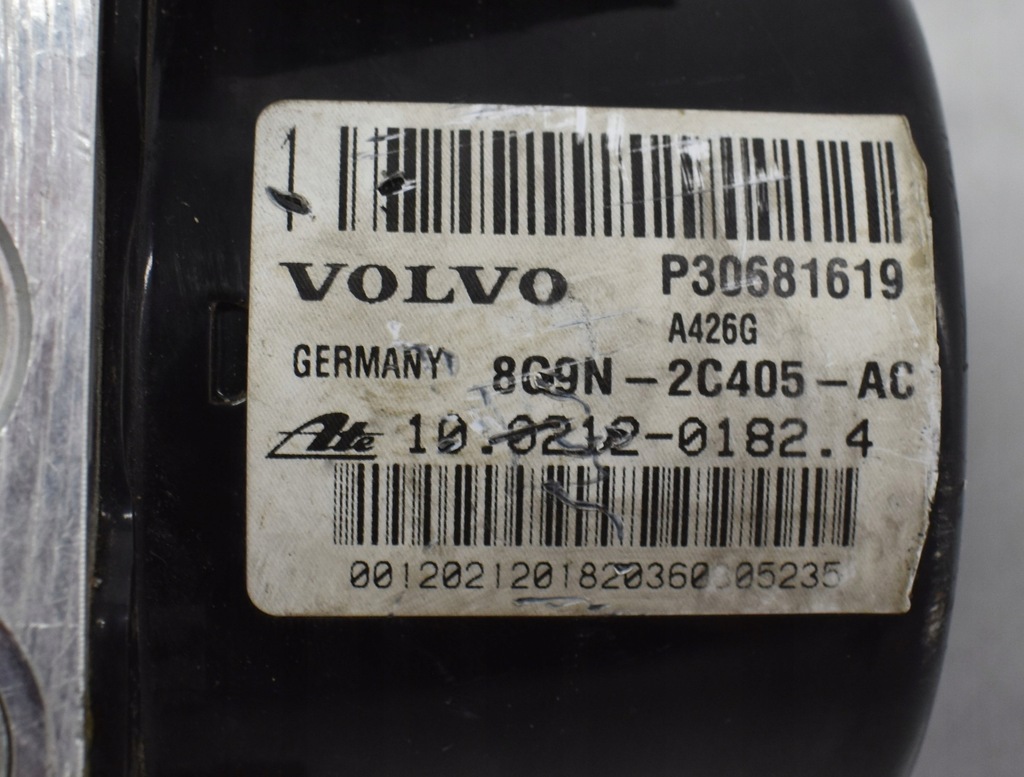 VOLVO P30681619
A426G
GERMANY 8G9N-2C405-AC
Ate 10.0212-0182.4